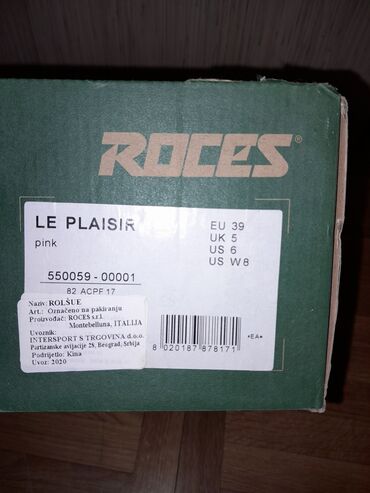 ROCES®
LE PLAISIR
pink
EU 39
UK 5
US 6
US W8
550059 - 00001
82 ACPF 17
Naziv: ROLŠUE
Art.: Označeno na pakiranju
Proizvođač: ROCES s.r.l.
Montebelluna, ITALIJA
Uvoznik:
INTERSPORT S TRGOVINA d.o.o.
Partizanske avijacije 28, Beograd, Srbija
Podrijetlo: Kina
Uvoz: 2020
8 020187 878171
*EA*